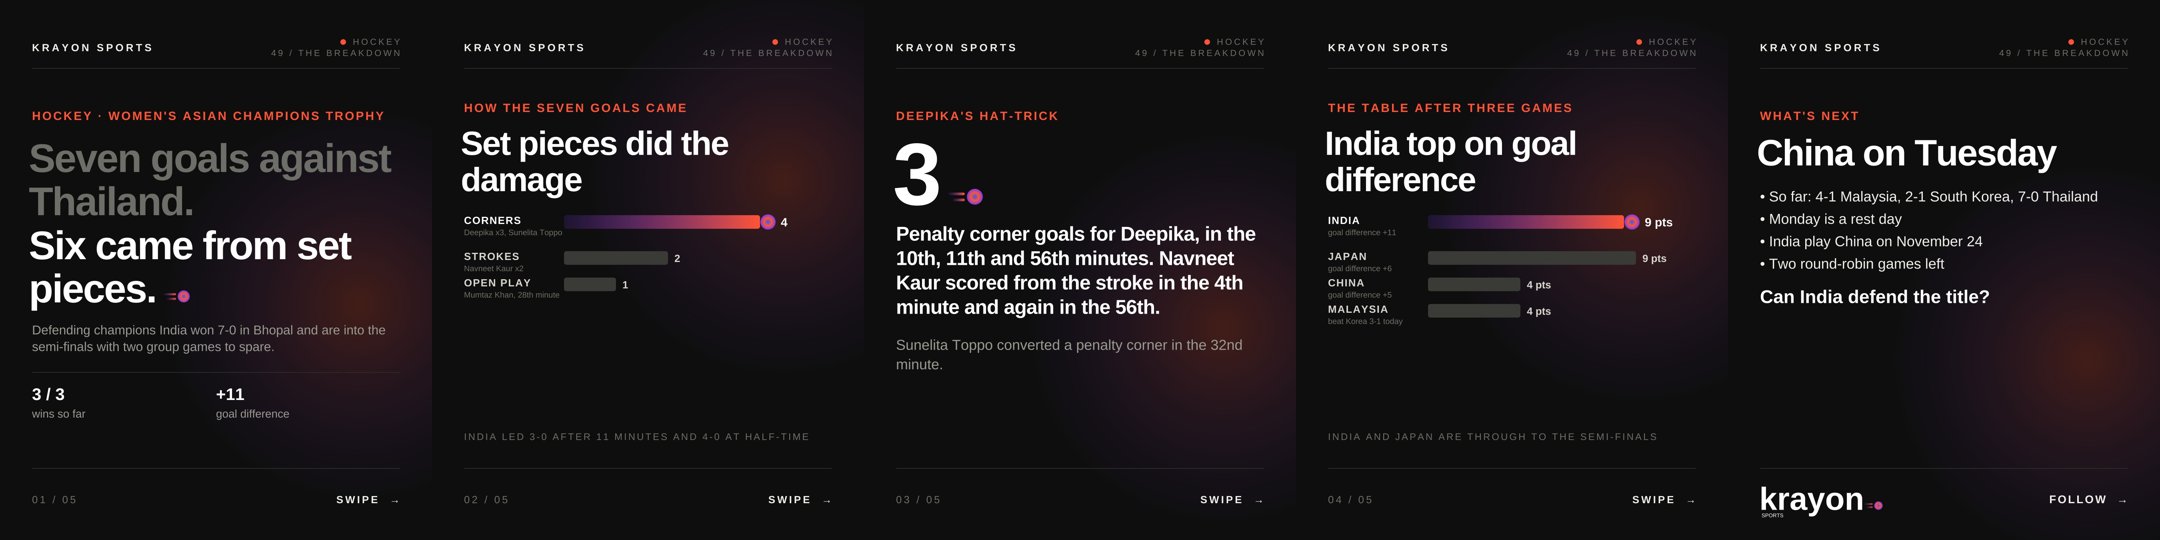 KRAYON SPORTS
● HOCKEY
49 / THE BREAKDOWN
HOCKEY · WOMEN'S ASIAN CHAMPIONS TROPHY
Seven goals against
Thailand.
Six came from set
pieces.
Defending champions India won 7-0 in Bhopal and are into the
semi-finals with two group games to spare.
3 / 3
wins so far
+11
goal difference
01 / 05
SWIPE →
KRAYON SPORTS
● HOCKEY
49 / THE BREAKDOWN
HOW THE SEVEN GOALS CAME
Set pieces did the
damage
CORNERS
Deepika x3, Sunelita Toppo
4
STROKES
Navneet Kaur x2
2
OPEN PLAY
Mumtaz Khan, 28th minute
1
INDIA LED 3-0 AFTER 11 MINUTES AND 4-0 AT HALF-TIME
02 / 05
SWIPE →
KRAYON SPORTS
● HOCKEY
49 / THE BREAKDOWN
DEEPIKA'S HAT-TRICK
3
Penalty corner goals for Deepika, in the
10th, 11th and 56th minutes. Navneet
Kaur scored from the stroke in the 4th
minute and again in the 56th.
Sunelita Toppo converted a penalty corner in the 32nd
minute.
03 / 05
SWIPE →
KRAYON SPORTS
● HOCKEY
49 / THE BREAKDOWN
THE TABLE AFTER THREE GAMES
India top on goal
difference
INDIA
goal difference +11
9 pts
JAPAN
goal difference +6
9 pts
CHINA
goal difference +5
4 pts
MALAYSIA
beat Korea 3-1 today
4 pts
INDIA AND JAPAN ARE THROUGH TO THE SEMI-FINALS
04 / 05
SWIPE →
KRAYON SPORTS
● HOCKEY
49 / THE BREAKDOWN
WHAT'S NEXT
China on Tuesday
• So far: 4-1 Malaysia, 2-1 South Korea, 7-0 Thailand
• Monday is a rest day
• India play China on November 24
• Two round-robin games left
Can India defend the title?
krayon
SPORTS
FOLLOW →